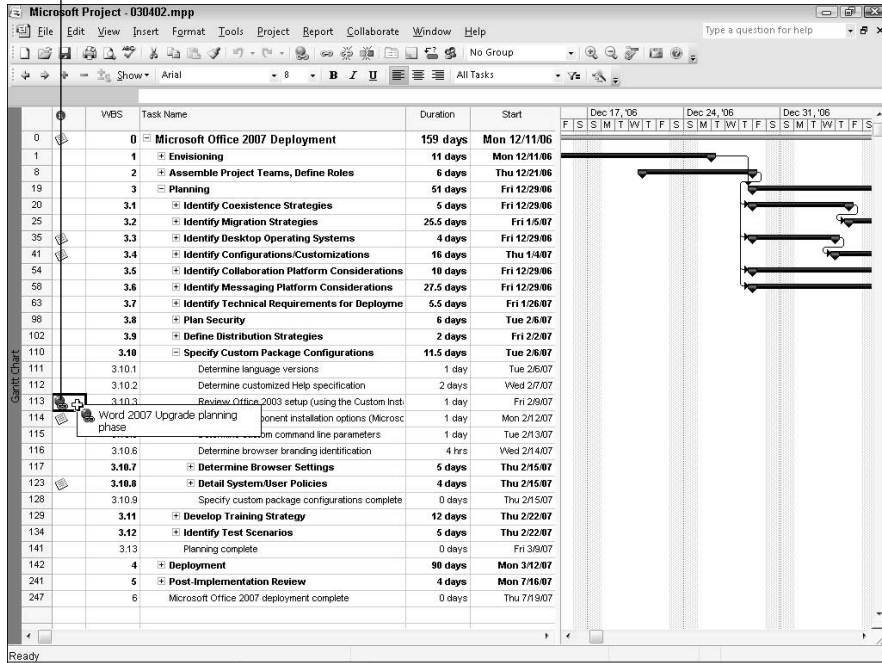 Microsoft Project - 030402.mpp
File Edit View Insert Format Tools Project Report Collaborate Window Help Type a question for help
No Group
Show Arial 8 B I U All Tasks
WBS Task Name Duration Start Dec 17, '06 Dec 24, '06 Dec 31, '06
F S S M T W T F S S M T W T F S S M T W T F S
0 0 Microsoft Office 2007 Deployment 159 days Mon 12/11/06
1 1 Envisioning 11 days Mon 12/11/06
8 2 Assemble Project Teams, Define Roles 6 days Thu 12/21/06
19 3 Planning 51 days Fri 12/29/06
20 3.1 Identify Coexistence Strategies 5 days Fri 12/29/06
25 3.2 Identify Migration Strategies 25.5 days Fri 1/5/07
35 3.3 Identify Desktop Operating Systems 4 days Fri 12/29/06
41 3.4 Identify Configurations/Customizations 16 days Thu 1/4/07
54 3.5 Identify Collaboration Platform Considerations 10 days Fri 12/29/06
58 3.6 Identify Messaging Platform Considerations 27.5 days Fri 12/29/06
63 3.7 Identify Technical Requirements for Deployme 5.5 days Fri 1/26/07
98 3.8 Plan Security 6 days Tue 2/6/07
102 3.9 Define Distribution Strategies 2 days Fri 2/2/07
110 3.10 Specify Custom Package Configurations 11.5 days Tue 2/6/07
111 3.10.1 Determine language versions 1 day Tue 2/6/07
112 3.10.2 Determine customized Help specification 2 days Wed 2/7/07
113 3.10.3 Review Office 2003 setup (using the Custom Inst 1 day Fri 2/9/07
114 Word 2007 Upgrade planning phase onent installation options (Microsc 1 day Mon 2/12/07
115 command line parameters 1 day Tue 2/13/07
116 3.10.6 Determine browser branding identification 4 hrs Wed 2/14/07
117 3.10.7 Determine Browser Settings 5 days Thu 2/15/07
123 3.10.8 Detail System/User Policies 4 days Thu 2/15/07
128 3.10.9 Specify custom package configurations complete 0 days Thu 2/15/07
129 3.11 Develop Training Strategy 12 days Thu 2/22/07
134 3.12 Identify Test Scenarios 5 days Thu 2/22/07
141 3.13 Planning complete 0 days Fri 3/9/07
142 4 Deployment 90 days Mon 3/12/07
241 5 Post-Implementation Review 4 days Mon 7/16/07
247 6 Microsoft Office 2007 deployment complete 0 days Thu 7/19/07
Gantt Chart
Ready